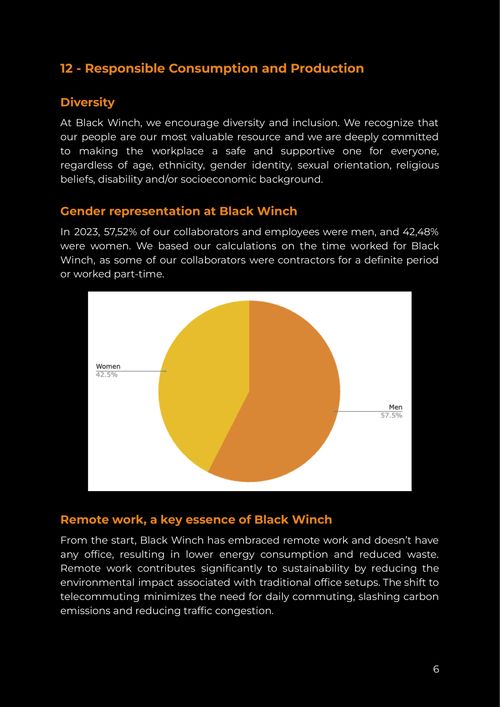 12 - Responsible Consumption and Production
Diversity
At Black Winch, we encourage diversity and inclusion. We recognize that
our people are our most valuable resource and we are deeply committed
to making the workplace a safe and supportive one for everyone,
regardless of age, ethnicity, gender identity, sexual orientation, religious
beliefs, disability and/or socioeconomic background.
Gender representation at Black Winch
In 2023, 57,52% of our collaborators and employees were men, and 42,48%
were women. We based our calculations on the time worked for Black
Winch, as some of our collaborators were contractors for a definite period
or worked part-time.
Women
42.5%
Men
57.5%
Remote work, a key essence of Black Winch
From the start, Black Winch has embraced remote work and doesn't have
any office, resulting in lower energy consumption and reduced waste.
Remote work contributes significantly to sustainability by reducing the
environmental impact associated with traditional office setups. The shift to
telecommuting minimizes the need for daily commuting, slashing carbon
emissions and reducing traffic congestion.
6